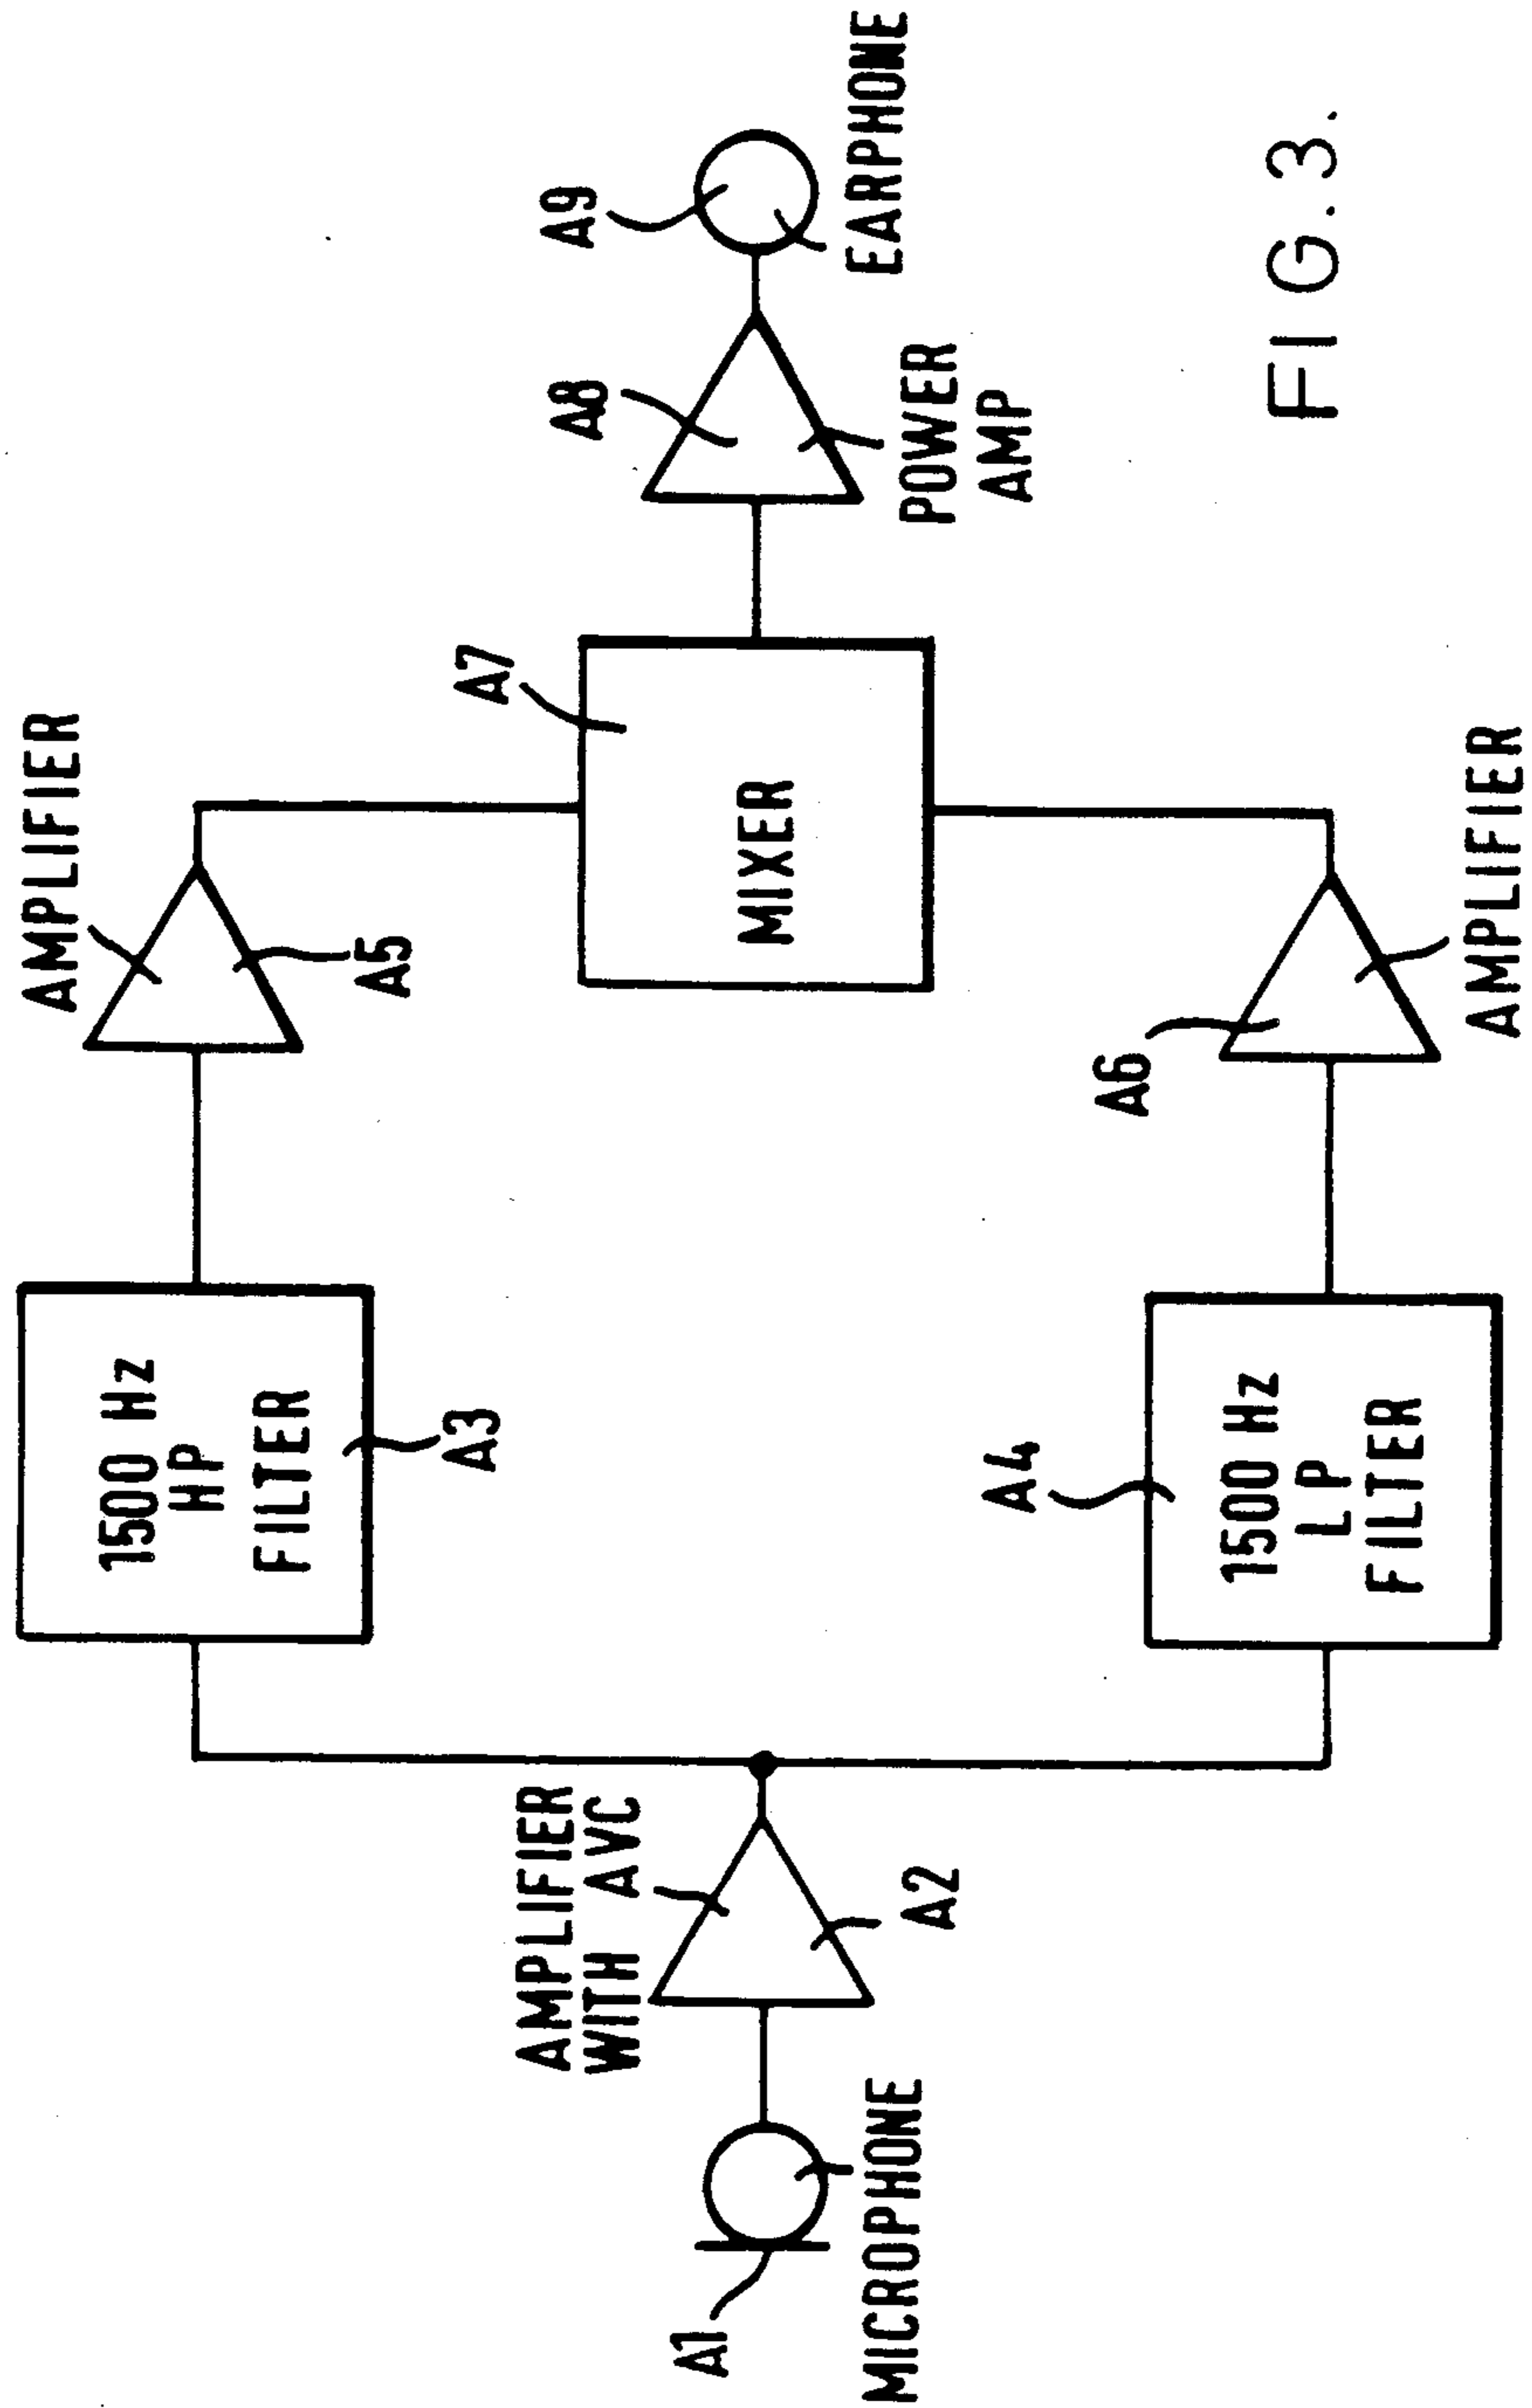 AMPLIFIER
1500 Hz
HP
FILTER
A5
A3
A7
A9
A8
AMPLIFIER
WITH AVC
A1
MICROPHONE
A2
MIXER
POWER
AMP
EARPHONE
A6
A4
1500 Hz
LP
FILTER
AMPLIFIER
FIG.3.